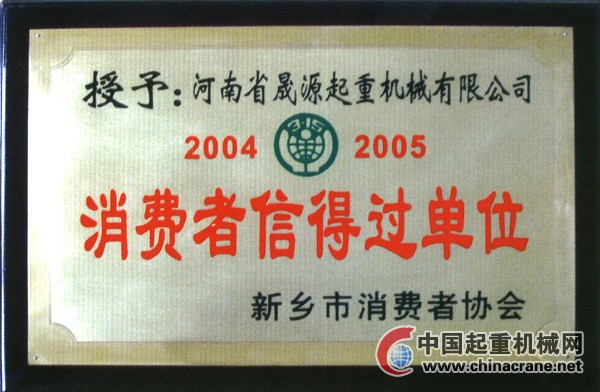 授予：河南省晟源起重机械有限公司
2004 3·15 2005
消费者信得过单位
新乡市消费者协会
中国起重机械网
www.chinacrane.net